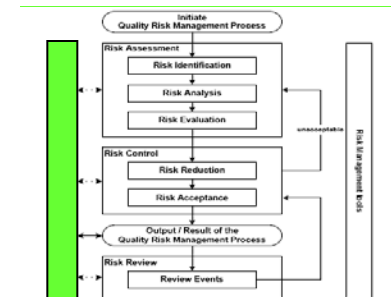 Initiate
Quality Risk Management Process
Risk Assessment
Risk Identification
Risk Analysis
Risk Evaluation
unacceptable
Risk Control
Risk Reduction
Risk Acceptance
Output / Result of the
Quality Risk Management Process
Risk Review
Review Events
Risk Management tools